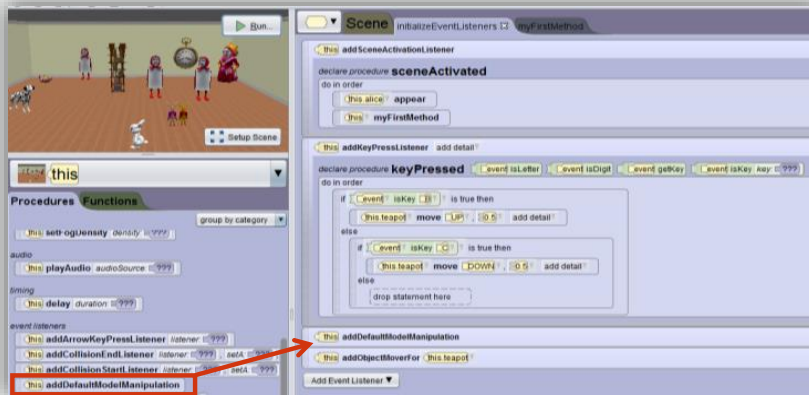 Run...
Setup Scene
this
Procedures Functions
group by category
this setFogDensity density: ???
audio
this playAudio audioSource: ???
timing
this delay duration: ???
event listeners
this addArrowKeyPressListener listener: ???
this addCollisionEndListener listener: ??? , setA: ???
this addCollisionStartListener listener: ??? , setA: ???
this addDefaultModelManipulation
Scene initializeEventListeners myFirstMethod
this addSceneActivationListener
declare procedure sceneActivated
do in order
this.alice appear
this myFirstMethod
this addKeyPressListener add detail
declare procedure keyPressed event isLetter event isDigit event getKey event isKey key: ???
do in order
if event isKey is true then
this.teapot move UP , 0.5 add detail
else
if event isKey is true then
this.teapot move DOWN , 0.5 add detail
else
drop statement here
this addDefaultModelManipulation
this addObjectMoverFor this.teapot
Add Event Listener